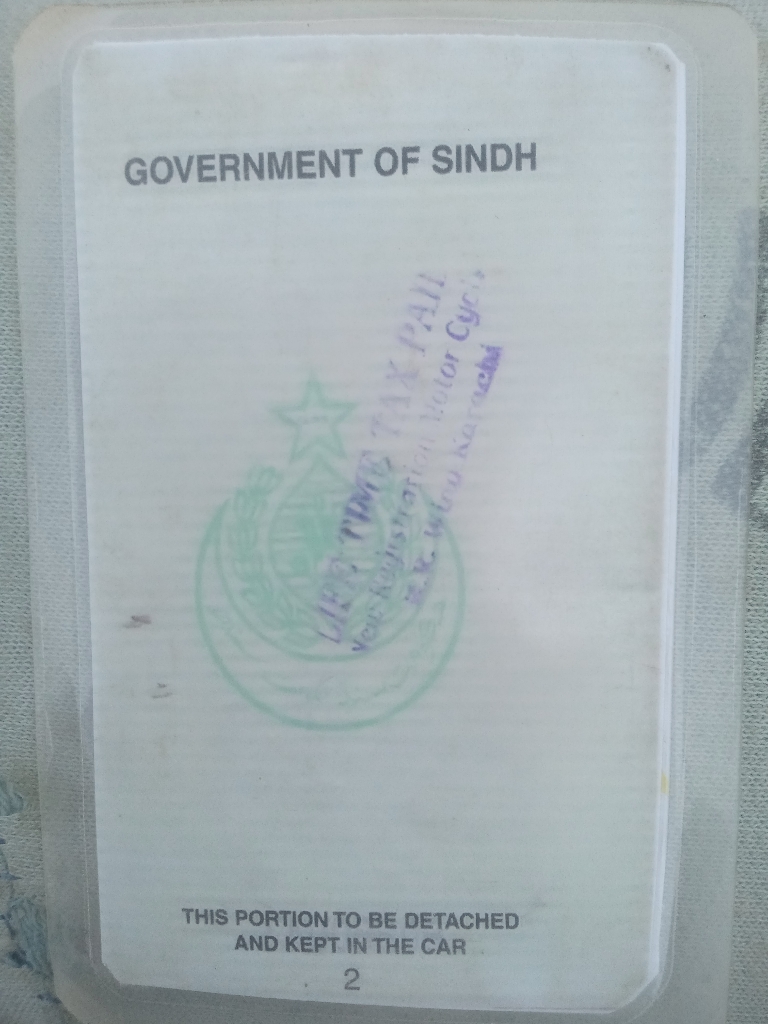 GOVERNMENT OF SINDH
LIFE TIME TAX PAID
Registration Motor Cycle
Karachi
THIS PORTION TO BE DETACHED
AND KEPT IN THE CAR
2